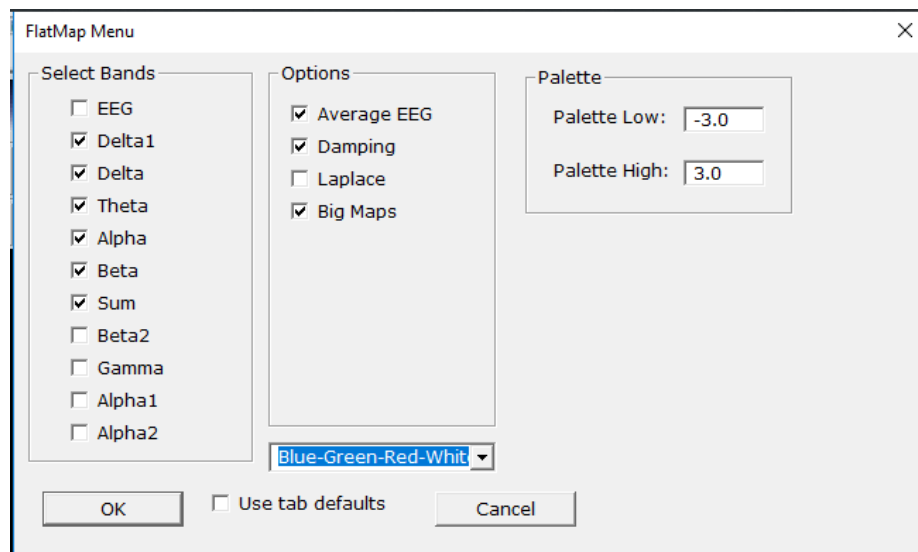 FlatMap Menu
Select Bands
EEG
Delta1
Delta
Theta
Alpha
Beta
Sum
Beta2
Gamma
Alpha1
Alpha2
Options
Average EEG
Damping
Laplace
Big Maps
Blue-Green-Red-Whit
Palette
Palette Low: -3.0
Palette High: 3.0
OK
Use tab defaults
Cancel